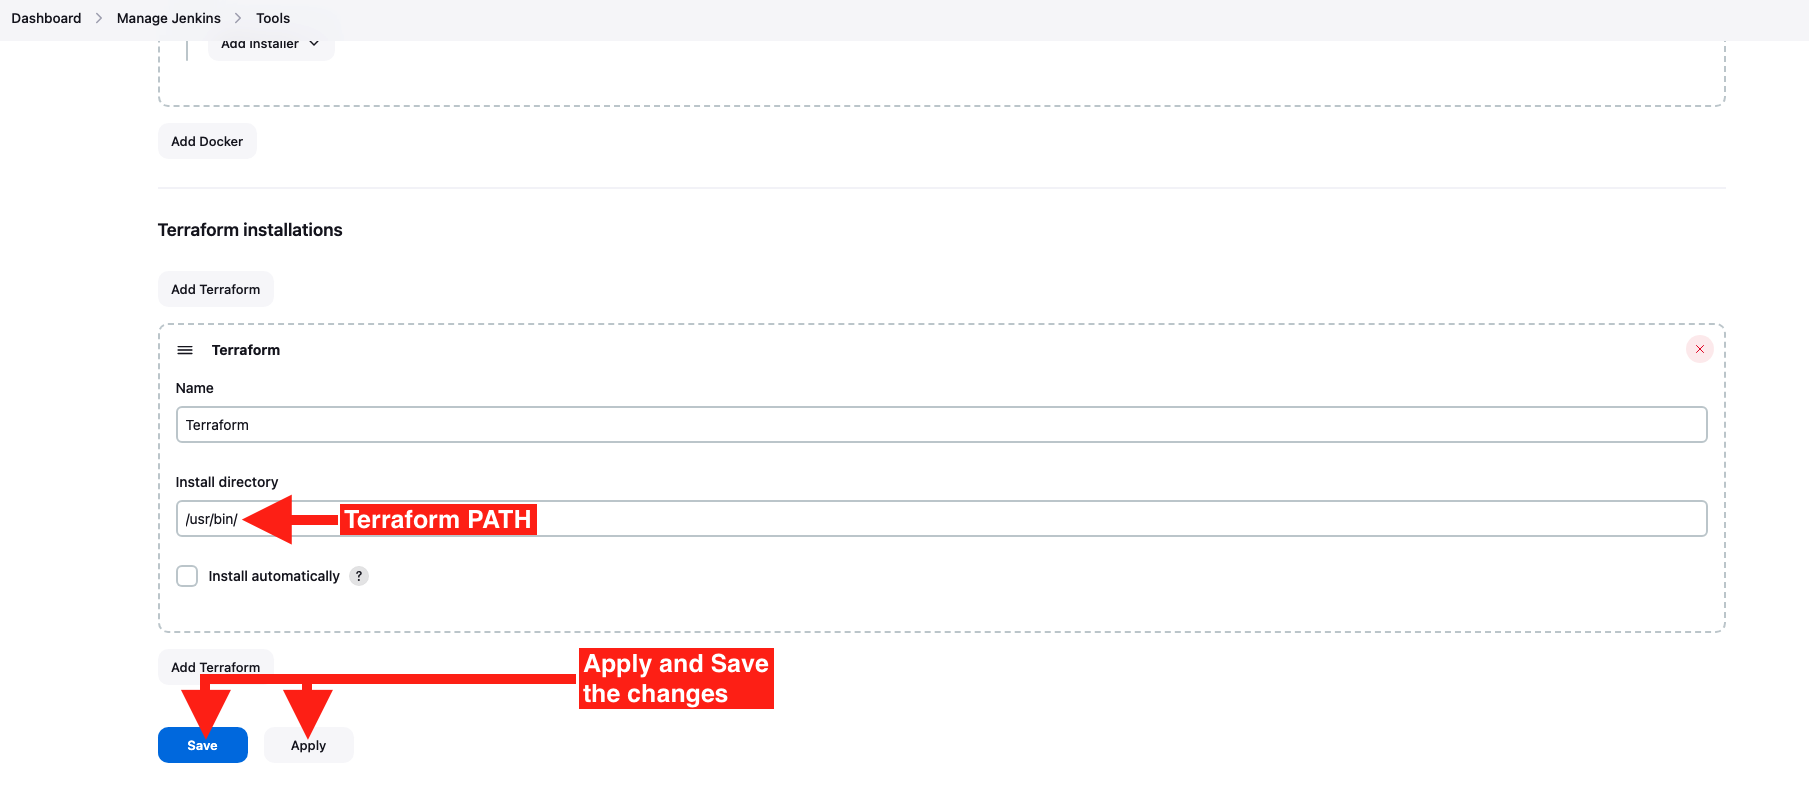 Dashboard > Manage Jenkins > Tools
Add Installer
Add Docker
Terraform installations
Add Terraform
Terraform
Name
Terraform
Install directory
/usr/bin/ Terraform PATH
Install automatically ?
Add Terraform
Apply and Save
the changes
Save Apply